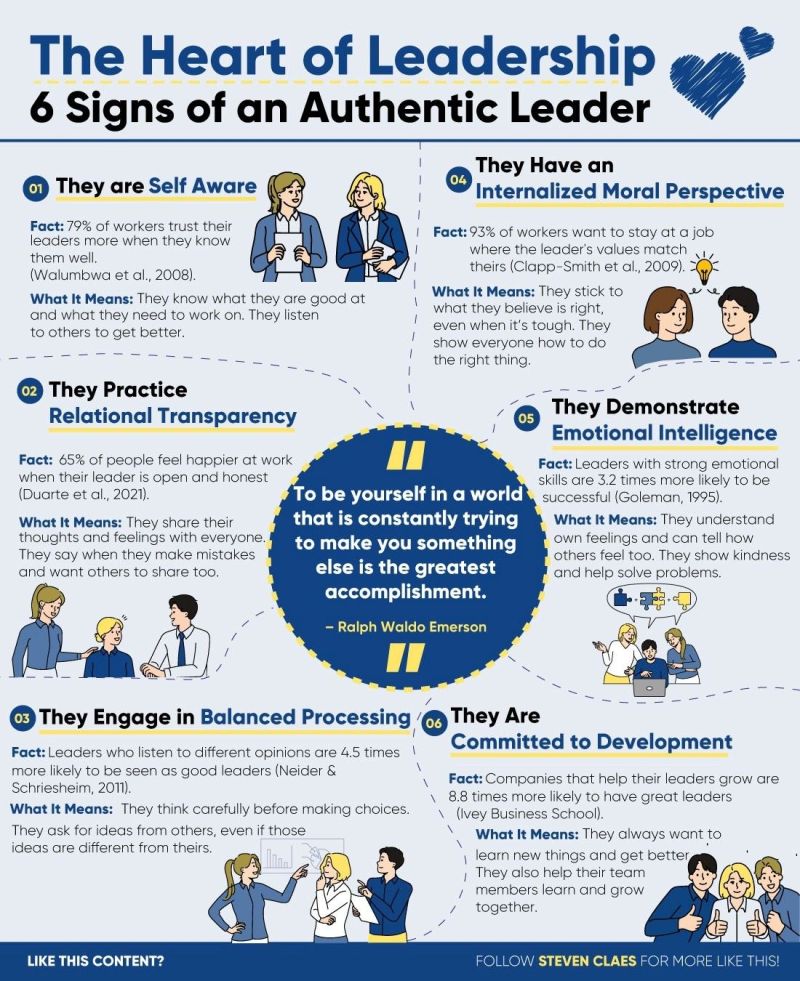 The Heart of Leadership
6 Signs of an Authentic Leader
01 They are Self Aware
Fact: 79% of workers trust their
leaders more when they know
them well.
(Walumbwa et al., 2008).
What It Means: They know what they are good at
and what they need to work on. They listen
to others to get better.
02 They Practice
Relational Transparency
Fact: 65% of people feel happier at work
when their leader is open and honest
(Duarte et al., 2021).
What It Means: They share their
thoughts and feelings with everyone.
They say when they make mistakes
and want others to share too.
03 They Engage in Balanced Processing
Fact: Leaders who listen to different opinions are 4.5 times
more likely to be seen as good leaders (Neider &
Schriesheim, 2011).
What It Means: They think carefully before making choices.
They ask for ideas from others, even if those
ideas are different from theirs.
04 They Have an
Internalized Moral Perspective
Fact: 93% of workers want to stay at a job
where the leader's values match
theirs (Clapp-Smith et al., 2009).
What It Means: They stick to
what they believe is right,
even when it's tough. They
show everyone how to do
the right thing.
05 They Demonstrate
Emotional Intelligence
Fact: Leaders with strong emotional
skills are 3.2 times more likely to be
successful (Goleman, 1995).
What It Means: They understand
own feelings and can tell how
others feel too. They show kindness
and help solve problems.
06 They Are
Committed to Development
Fact: Companies that help their leaders grow are
8.8 times more likely to have great leaders
(Ivey Business School).
What It Means: They always want to
learn new things and get better.
They also help their team
members learn and grow
together.
"
To be yourself in a world
that is constantly trying
to make you something
else is the greatest
accomplishment.
– Ralph Waldo Emerson
"
LIKE THIS CONTENT?
FOLLOW STEVEN CLAES FOR MORE LIKE THIS!